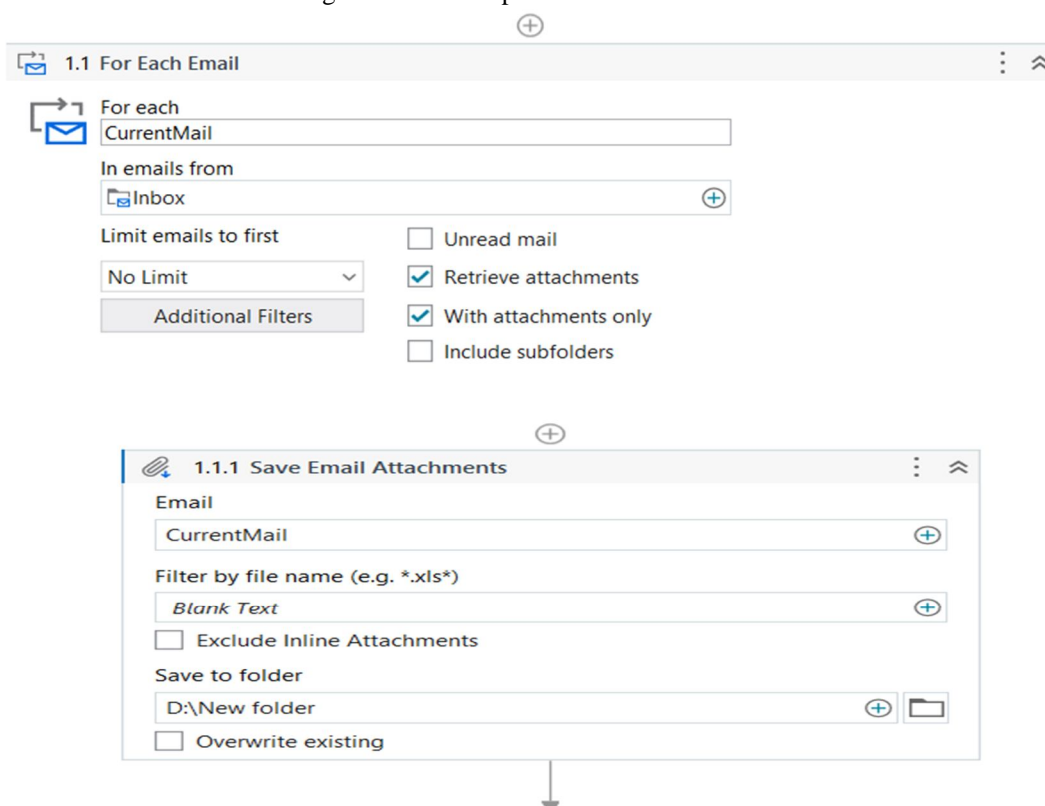 1.1 For Each Email
For each
CurrentMail
In emails from
Inbox
Limit emails to first
Unread mail
No Limit
Retrieve attachments
Additional Filters
With attachments only
Include subfolders
1.1.1 Save Email Attachments
Email
CurrentMail
Filter by file name (e.g. *.xls*)
Blank Text
Exclude Inline Attachments
Save to folder
D:\New folder
Overwrite existing